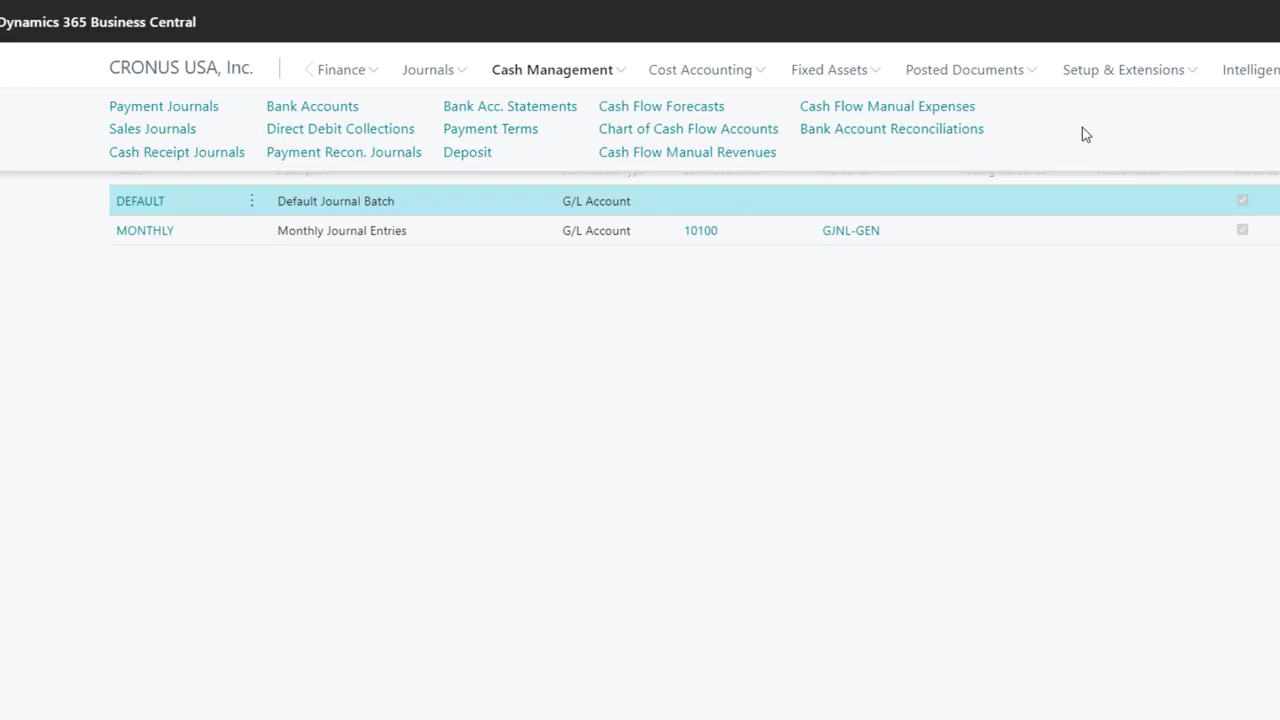 Dynamics 365 Business Central
CRONUS USA, Inc. Finance Journals Cash Management Cost Accounting Fixed Assets Posted Documents Setup & Extensions
Payment Journals Bank Accounts Bank Acc. Statements Cash Flow Forecasts Cash Flow Manual Expenses
Sales Journals Direct Debit Collections Payment Terms Chart of Cash Flow Accounts Bank Account Reconciliations
Cash Receipt Journals Payment Recon. Journals Deposit Cash Flow Manual Revenues
DEFAULT Default Journal Batch G/L Account
MONTHLY Monthly Journal Entries G/L Account 10100 GJNL-GEN